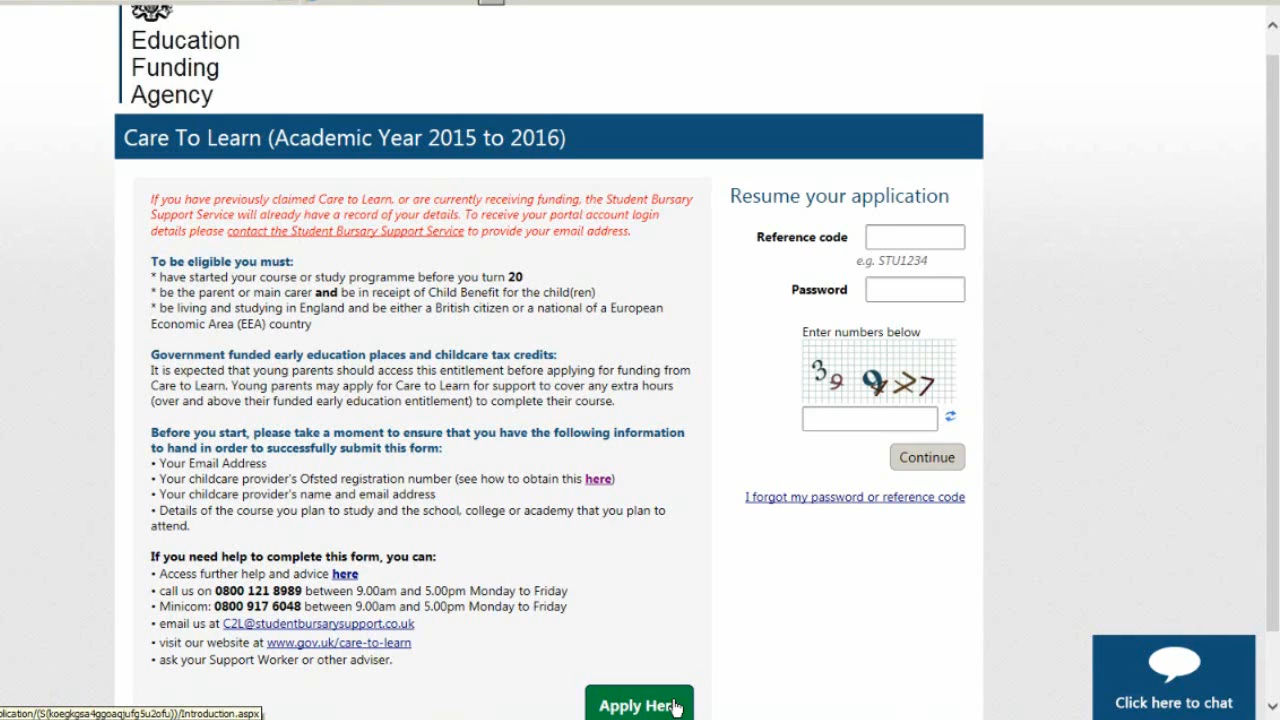 Education
Funding
Agency
Care To Learn (Academic Year 2015 to 2016)
If you have previously claimed Care to Learn, or are currently receiving funding, the Student Bursary
Support Service will already have a record of your details. To receive your portal account login
details please contact the Student Bursary Support Service to provide your email address.
To be eligible you must:
* have started your course or study programme before you turn 20
* be the parent or main carer and be in receipt of Child Benefit for the child(ren)
* be living and studying in England and be either a British citizen or a national of a European
Economic Area (EEA) country
Government funded early education places and childcare tax credits:
It is expected that young parents should access this entitlement before applying for funding from
Care to Learn. Young parents may apply for Care to Learn for support to cover any extra hours
(over and above their funded early education entitlement) to complete their course.
Before you start, please take a moment to ensure that you have the following information
to hand in order to successfully submit this form:
• Your Email Address
• Your childcare provider's Ofsted registration number (see how to obtain this here)
• Your childcare provider's name and email address
• Details of the course you plan to study and the school, college or academy that you plan to
attend.
If you need help to complete this form, you can:
• Access further help and advice here
• call us on 0800 121 8989 between 9.00am and 5.00pm Monday to Friday
• Minicom: 0800 917 6048 between 9.00am and 5.00pm Monday to Friday
• email us at C2L@studentbursarysupport.co.uk
• visit our website at www.gov.uk/care-to-learn
• ask your Support Worker or other adviser.
Apply Here
Resume your application
Reference code
e.g. STU1234
Password
Enter numbers below
Continue
I forgot my password or reference code
Click here to chat